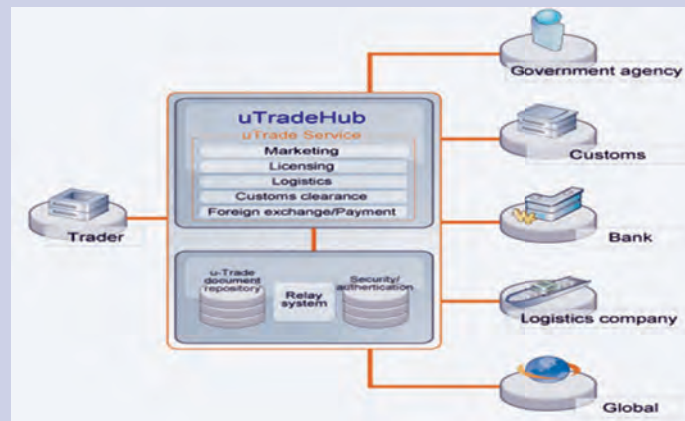 uTradeHub
uTrade Service
Marketing
Licensing
Logistics
Customs clearance
Foreign exchange/Payment
Trader
u-Trade
document
repository
Relay
system
Security/
authentication
Government agency
Customs
Bank
Logistics company
Global